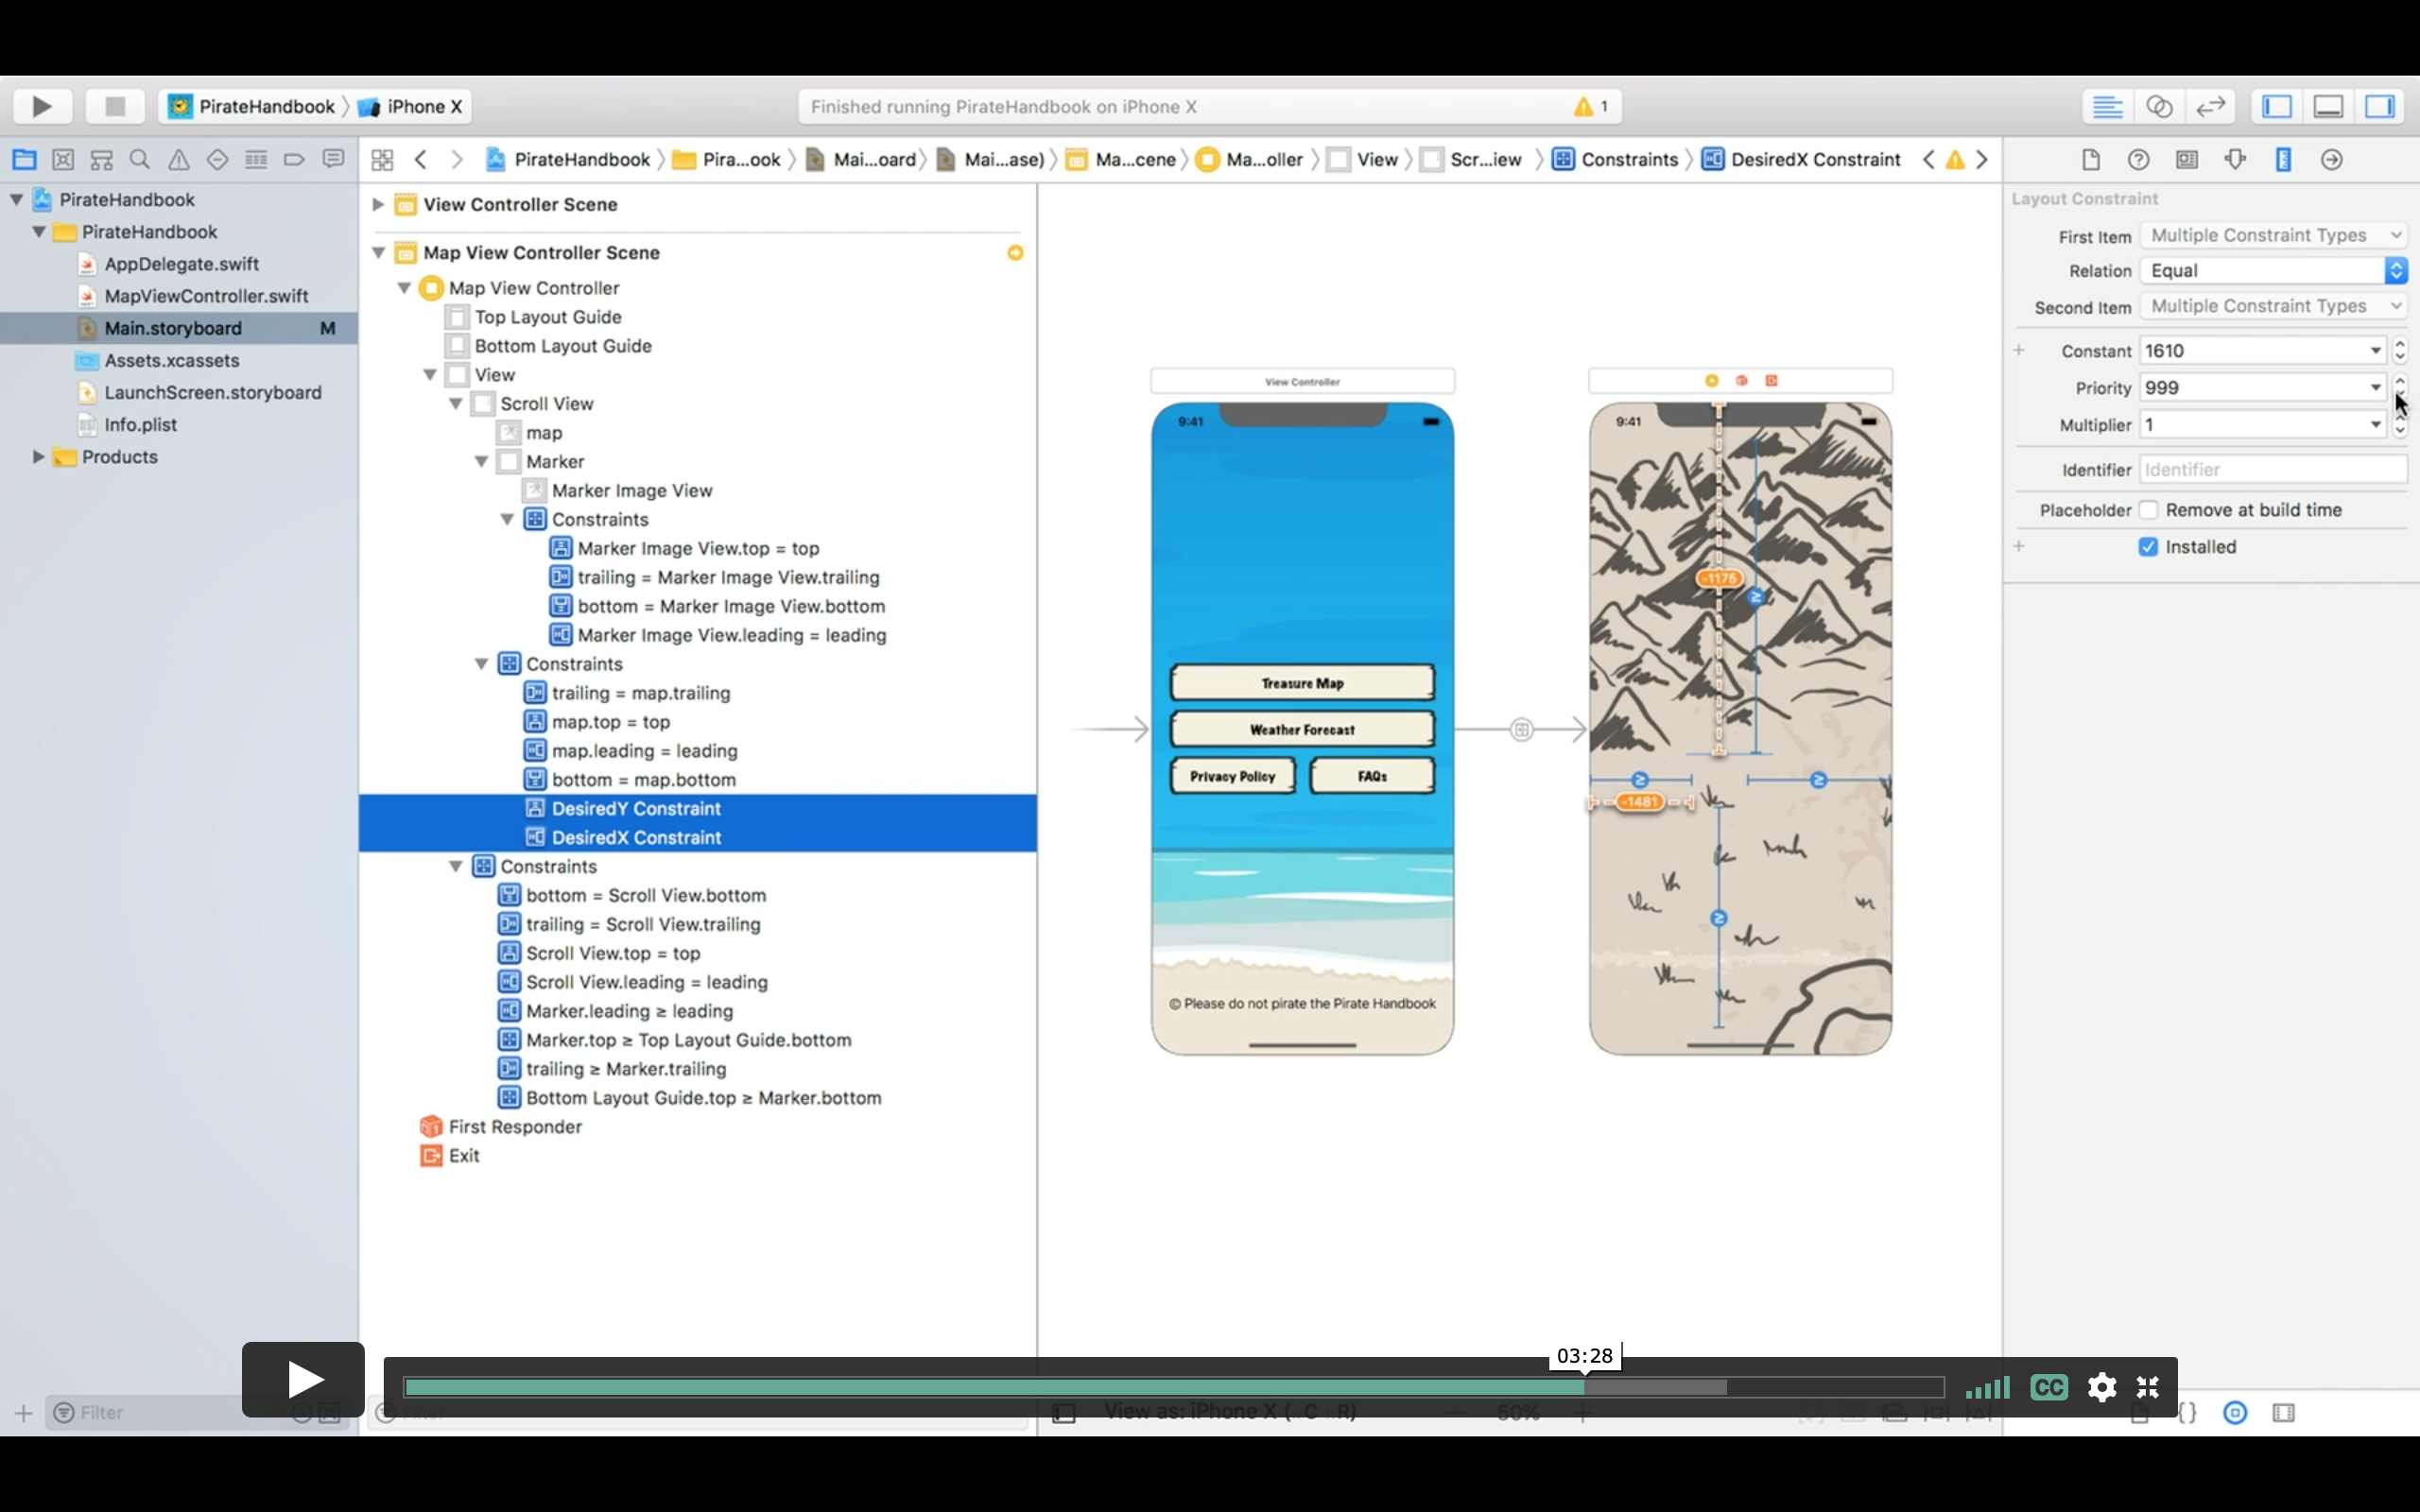 PirateHandbook 〉 iPhone X
Finished running PirateHandbook on iPhone X
1
PirateHandbook 〉 Pira...ook 〉 Mai...oard 〉 Mai...ase) 〉 Ma...cene 〉 Ma...oller 〉 View 〉 Scr...iew 〉 Constraints 〉 DesiredX Constraint
PirateHandbook
PirateHandbook
AppDelegate.swift
MapViewController.swift
Main.storyboard M
Assets.xcassets
LaunchScreen.storyboard
Info.plist
Products
View Controller Scene
Map View Controller Scene
Map View Controller
Top Layout Guide
Bottom Layout Guide
View
Scroll View
map
Marker
Marker Image View
Constraints
Marker Image View.top = top
trailing = Marker Image View.trailing
bottom = Marker Image View.bottom
Marker Image View.leading = leading
Constraints
trailing = map.trailing
map.top = top
map.leading = leading
bottom = map.bottom
DesiredY Constraint
DesiredX Constraint
Constraints
bottom = Scroll View.bottom
trailing = Scroll View.trailing
Scroll View.top = top
Scroll View.leading = leading
Marker.leading ≥ leading
Marker.top ≥ Top Layout Guide.bottom
trailing ≥ Marker.trailing
Bottom Layout Guide.top ≥ Marker.bottom
First Responder
Exit
View Controller
9:41
Treasure Map
Weather Forecast
Privacy Policy
FAQs
© Please do not pirate the Pirate Handbook
9:41
-1175
≥
≥
≥
-1481
≥
Layout Constraint
First Item Multiple Constraint Types
Relation Equal
Second Item Multiple Constraint Types
Constant 1610
Priority 999
Multiplier 1
Identifier Identifier
Placeholder Remove at build time
Installed
03:28
CC
Filter
Filter
View as: iPhone X (wC hR)
50%
{}